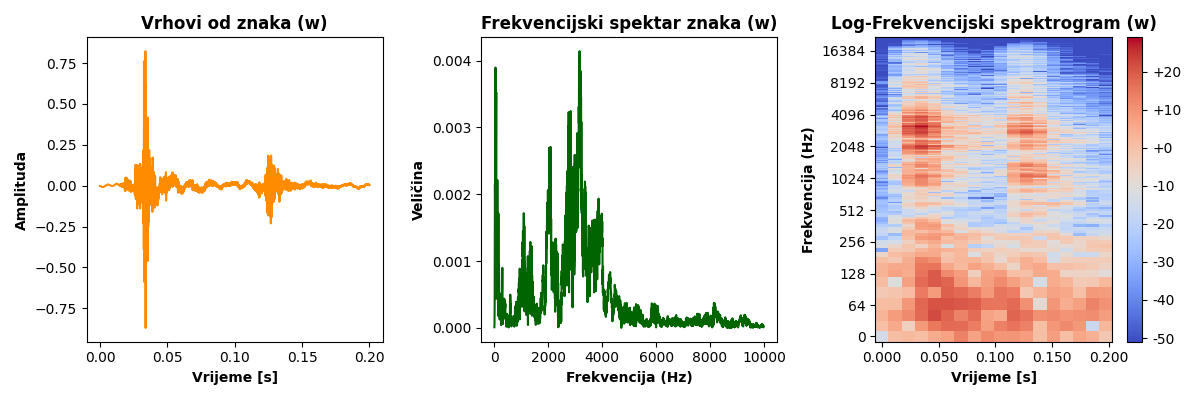 Vrhovi od znaka (w)
Amplituda
0.75
0.50
0.25
0.00
−0.25
−0.50
−0.75
0.00 0.05 0.10 0.15 0.20
Vrijeme [s]
Frekvencijski spektar znaka (w)
Veličina
0.004
0.003
0.002
0.001
0.000
0 2000 4000 6000 8000 10000
Frekvencija (Hz)
Log-Frekvencijski spektrogram (w)
Frekvencija (Hz)
16384
8192
4096
2048
1024
512
256
128
64
0
0.000 0.050 0.100 0.150 0.200
Vrijeme [s]
+20
+10
+0
-10
-20
-30
-40
-50